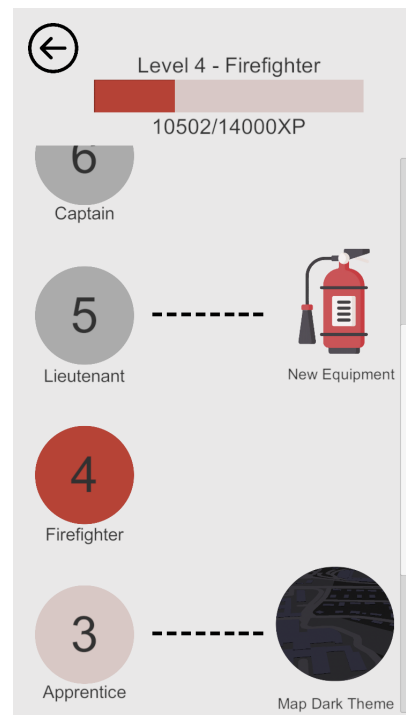 Level 4 - Firefighter
10502/14000XP
6
Captain
5
Lieutenant
New Equipment
4
Firefighter
3
Apprentice
Map Dark Theme